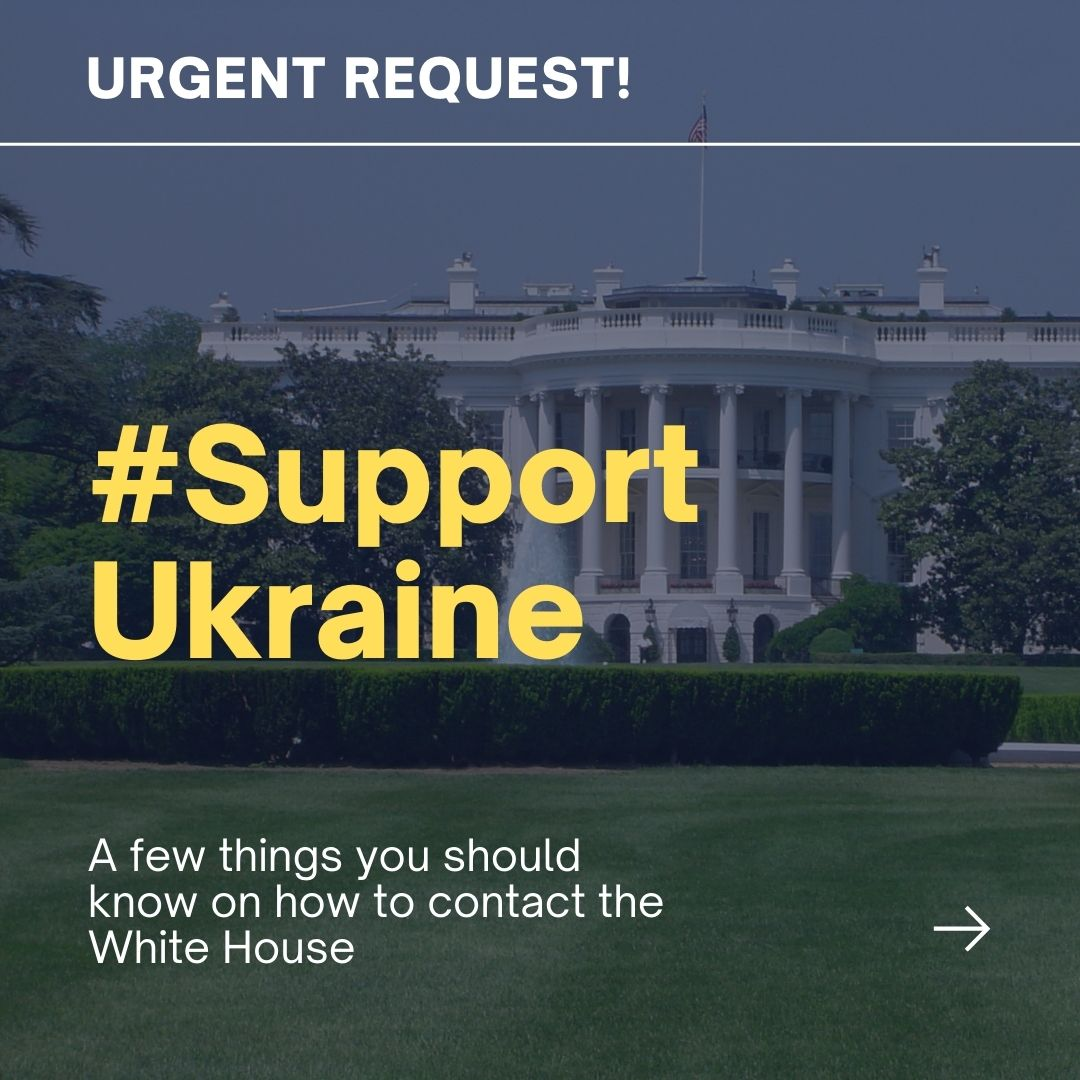 URGENT REQUEST!
#Support
Ukraine
A few things you should
know on how to contact the
White House